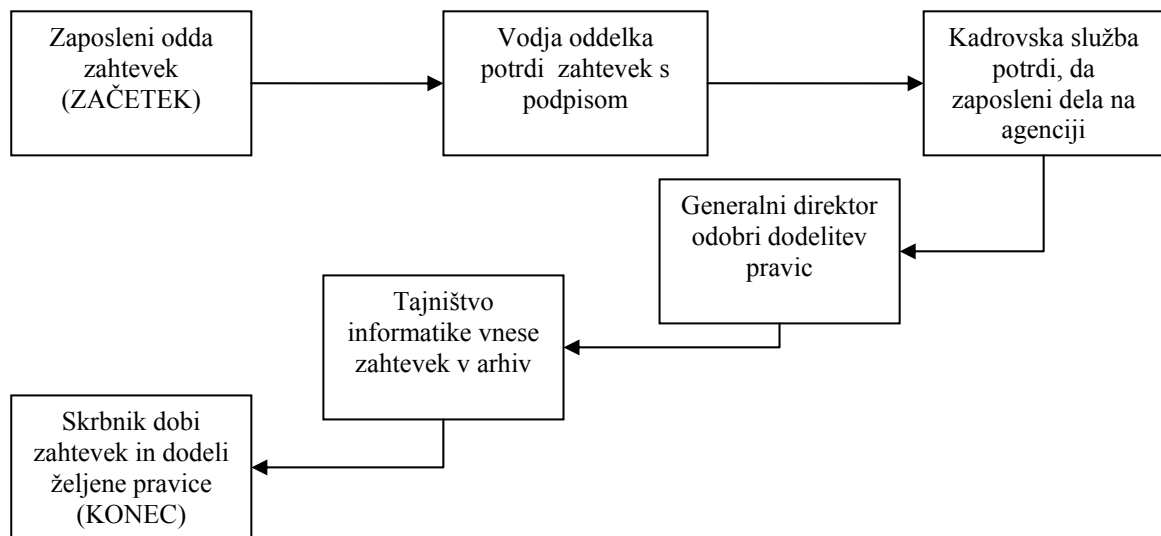 Zaposleni odda
zahtevek
(ZAČETEK)
Vodja oddelka
potrdi zahtevek s
podpisom
Kadrovska služba
potrdi, da
zaposleni dela na
agenciji
Generalni direktor
odobri dodelitev
pravic
Tajništvo
informatike vnese
zahtevek v arhiv
Skrbnik dobi
zahtevek in dodeli
željene pravice
(KONEC)